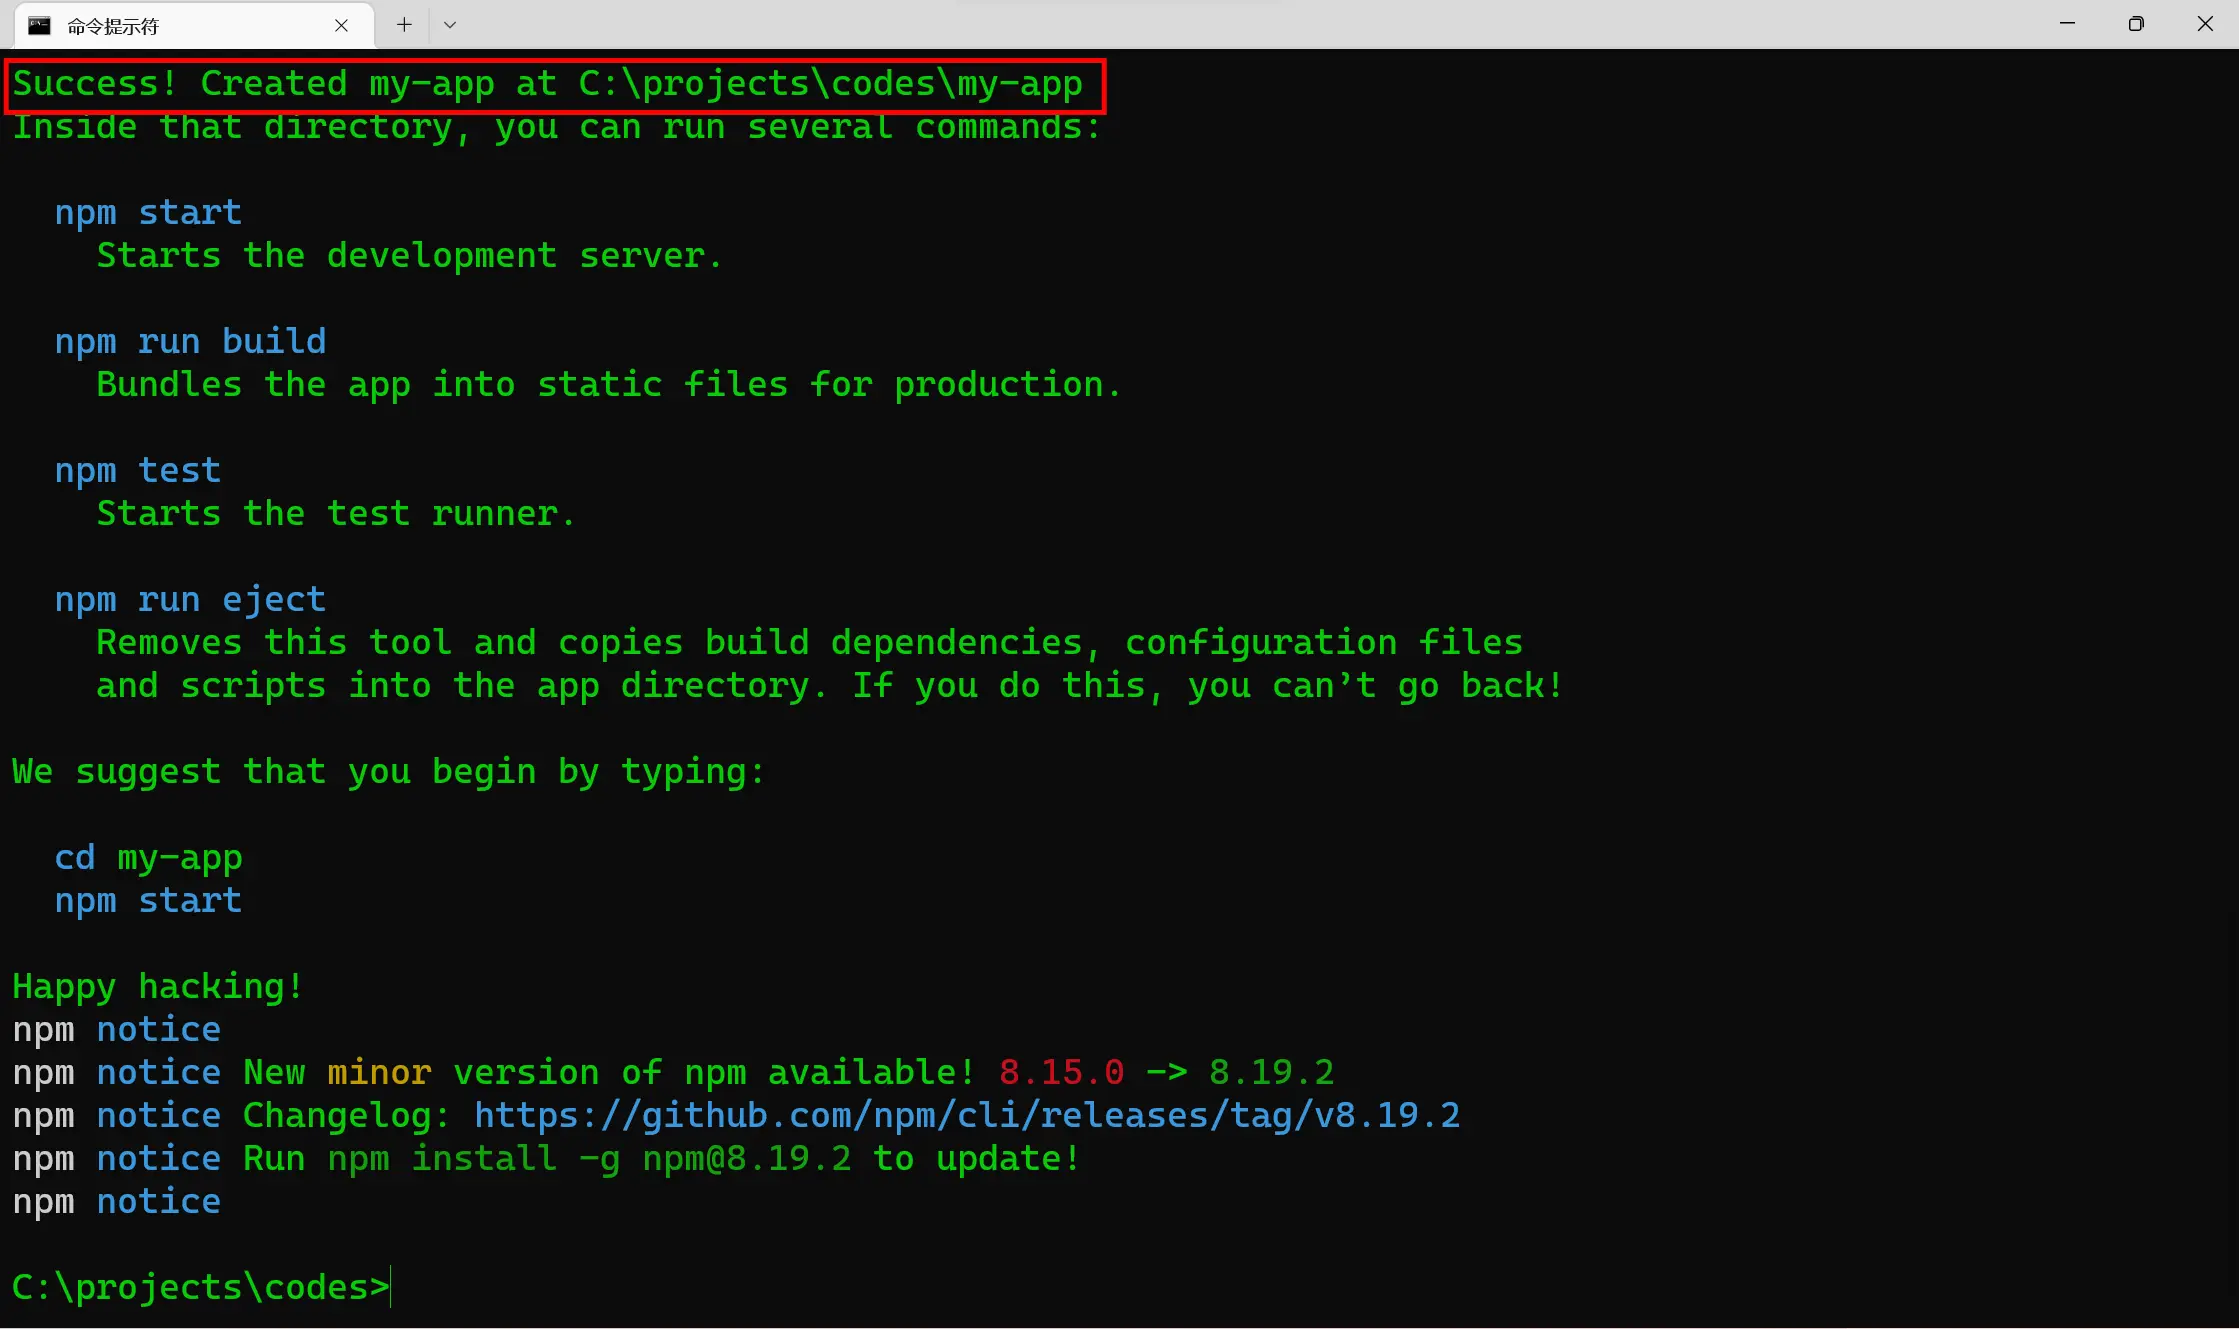 命令提示符
Success! Created my-app at C:\projects\codes\my-app
Inside that directory, you can run several commands:
npm start
Starts the development server.
npm run build
Bundles the app into static files for production.
npm test
Starts the test runner.
npm run eject
Removes this tool and copies build dependencies, configuration files
and scripts into the app directory. If you do this, you can’t go back!
We suggest that you begin by typing:
cd my-app
npm start
Happy hacking!
npm notice
npm notice New minor version of npm available! 8.15.0 -> 8.19.2
npm notice Changelog: https://github.com/npm/cli/releases/tag/v8.19.2
npm notice Run npm install -g npm@8.19.2 to update!
npm notice
C:\projects\codes>